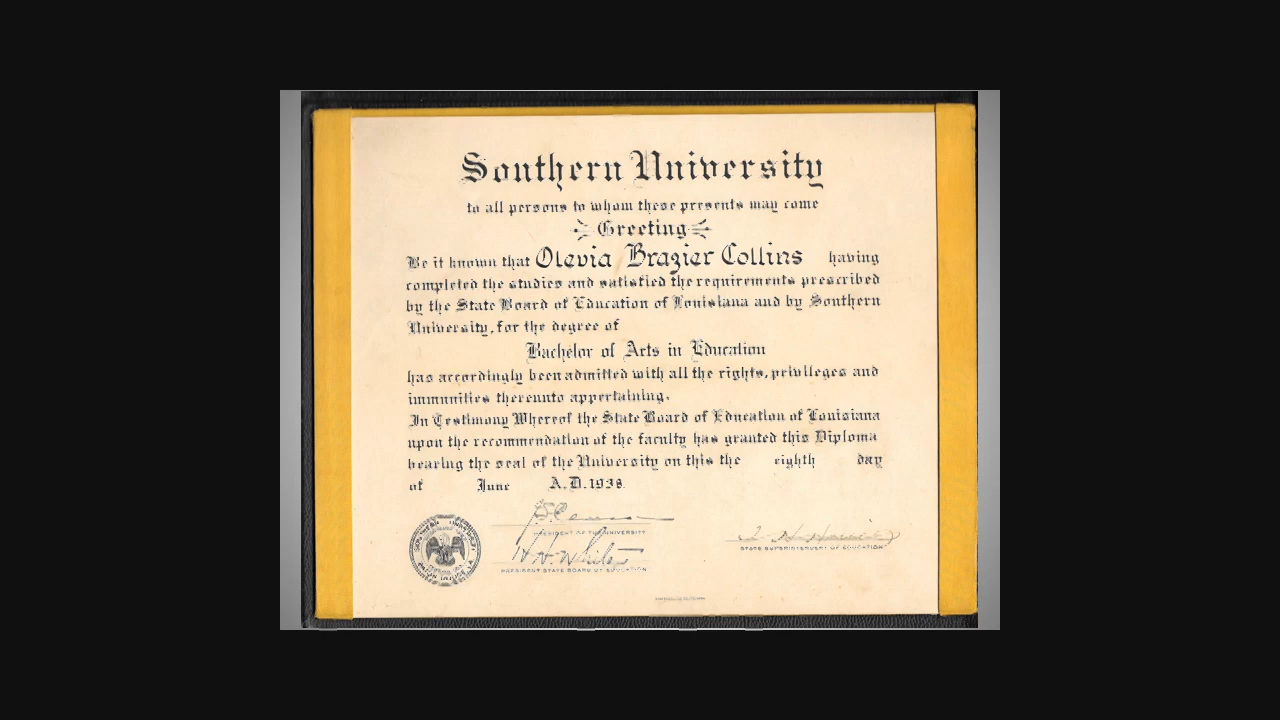 Southern University
to all persons to whom these presents may come
Greeting
Be it known that Olevia Brazier Collins having
completed the studies and satisfied the requirements prescribed
by the State Board of Education of Louisiana and by Southern
University, for the degree of
Bachelor of Arts in Education
has accordingly been admitted with all the rights, privileges and
immunities thereunto appertaining.
In Testimony Whereof the State Board of Education of Louisiana
upon the recommendation of the faculty has granted this Diploma
bearing the seal of the University on this the eighth day
of June A.D. 1938.
PRESIDENT OF THE UNIVERSITY
H. H. White
PRESIDENT STATE BOARD OF EDUCATION
STATE SUPERINTENDENT OF EDUCATION